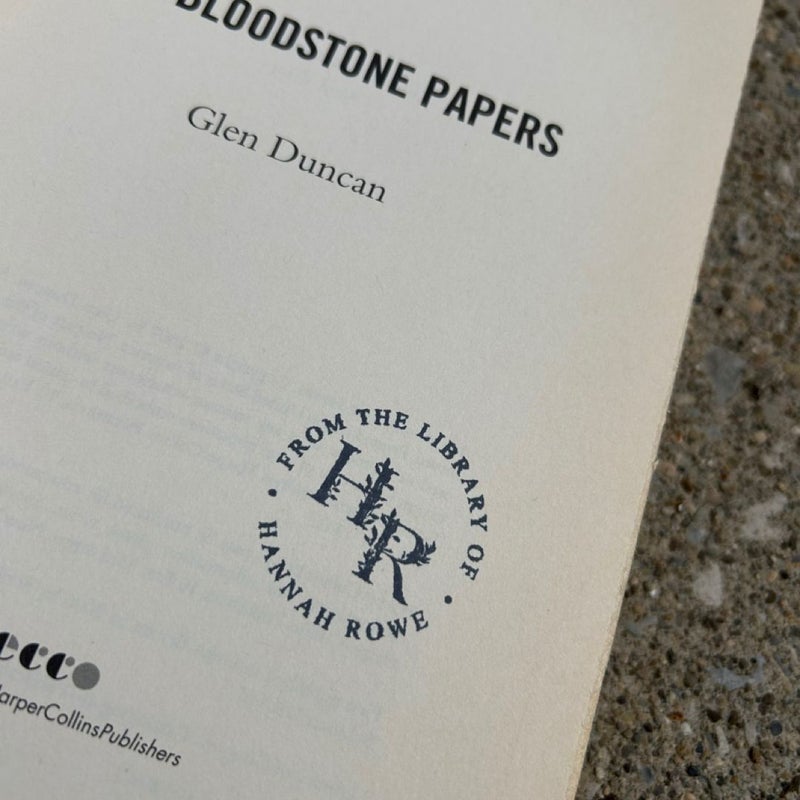 BLOODSTONE PAPERS
Glen Duncan
FROM THE LIBRARY OF
HR
HANNAH ROWE
ecco
HarperCollinsPublishers